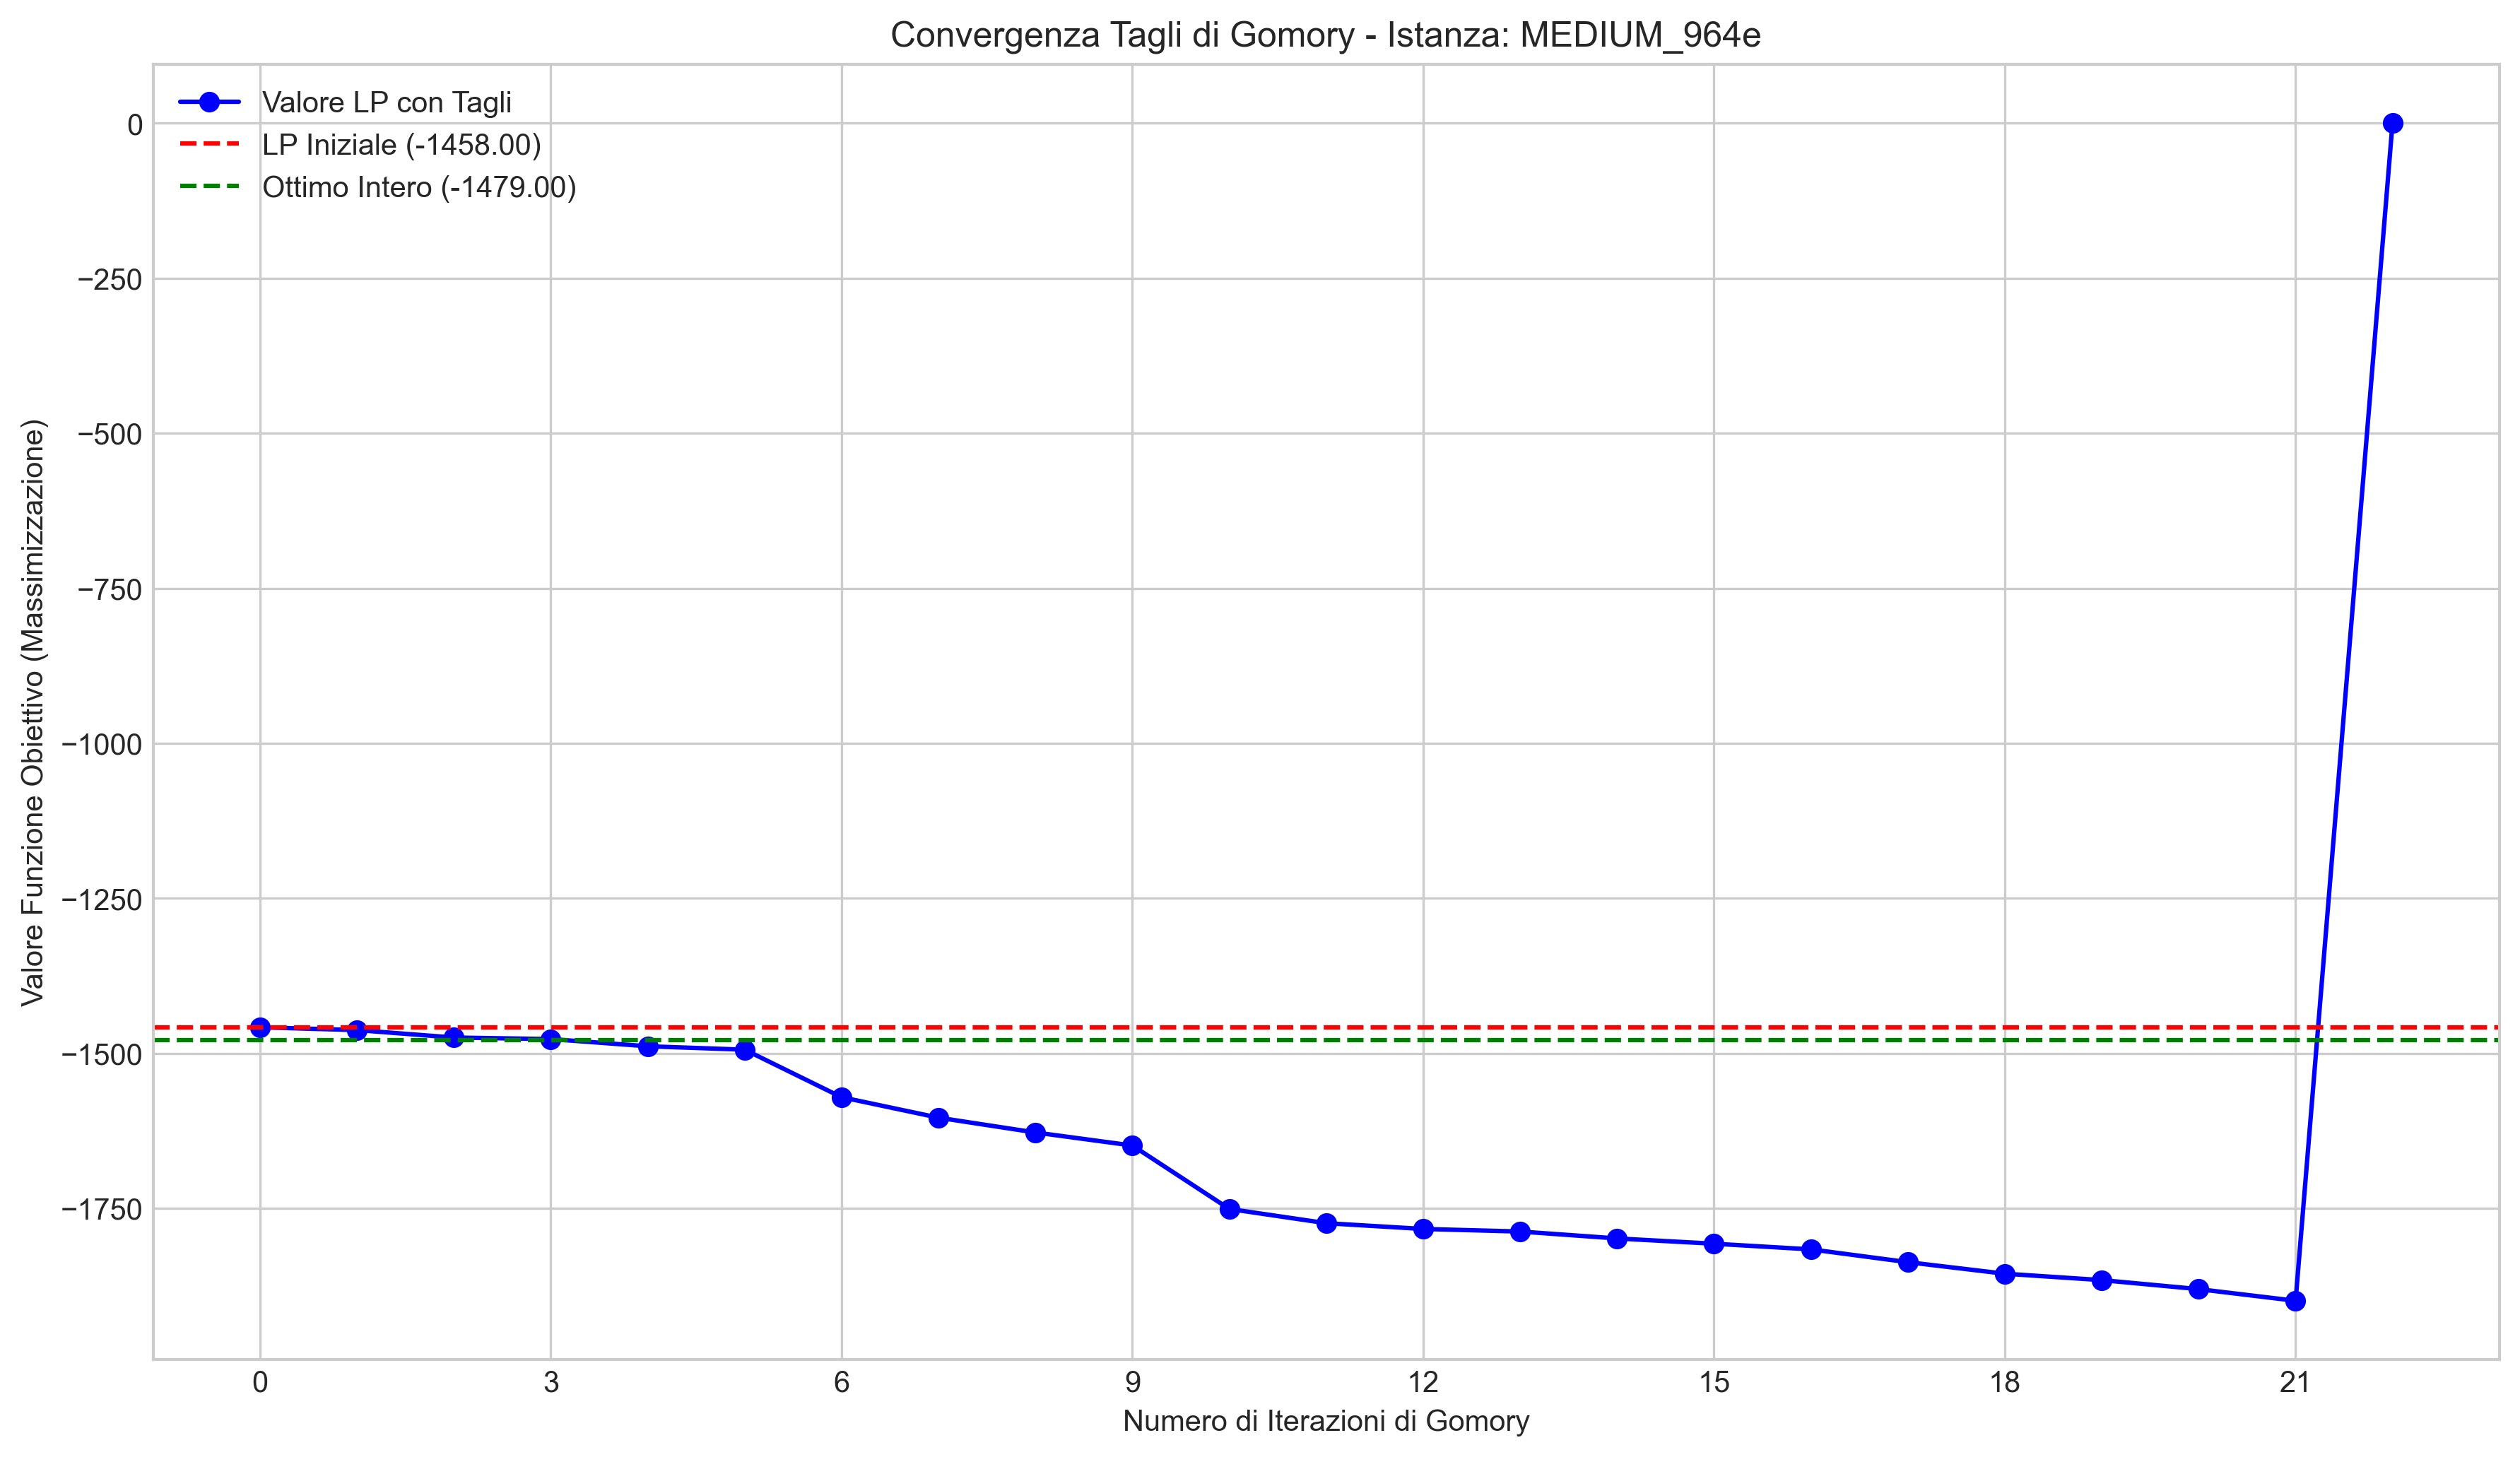 Convergenza Tagli di Gomory - Istanza: MEDIUM_964e
Valore LP con Tagli
LP Iniziale (-1458.00)
Ottimo Intero (-1479.00)
Valore Funzione Obiettivo (Massimizzazione)
0
−250
−500
−750
−1000
−1250
−1500
−1750
0 3 6 9 12 15 18 21
Numero di Iterazioni di Gomory